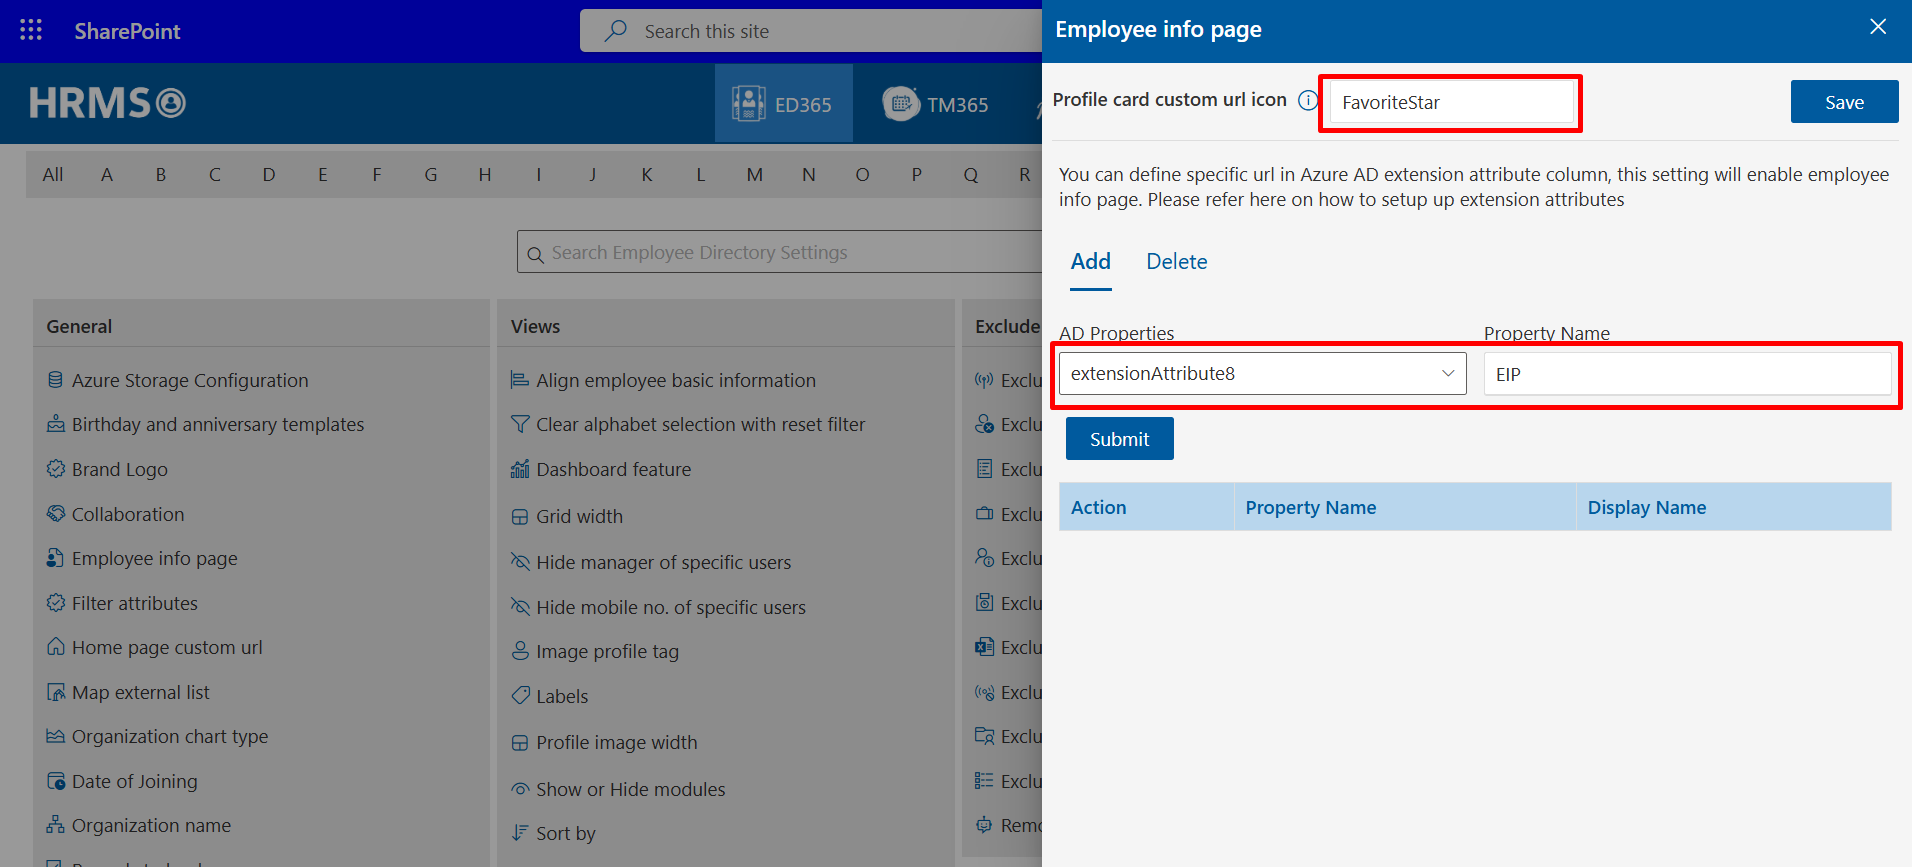 SharePoint
Search this site
HRMS
ED365
TM365
All A B C D E F G H I J K L M N O P Q R
Search Employee Directory Settings
General
Azure Storage Configuration
Birthday and anniversary templates
Brand Logo
Collaboration
Employee info page
Filter attributes
Home page custom url
Map external list
Organization chart type
Date of Joining
Organization name
Views
Align employee basic information
Clear alphabet selection with reset filter
Dashboard feature
Grid width
Hide manager of specific users
Hide mobile no. of specific users
Image profile tag
Labels
Profile image width
Show or Hide modules
Sort by
Exclude
Exclu
Exclu
Exclu
Exclu
Exclu
Exclu
Exclu
Exclu
Exclu
Exclu
Remo
Employee info page
Profile card custom url icon
FavoriteStar
Save
You can define specific url in Azure AD extension attribute column, this setting will enable employee
info page. Please refer here on how to setup up extension attributes
Add Delete
AD Properties Property Name
extensionAttribute8 EIP
Submit
Action Property Name Display Name